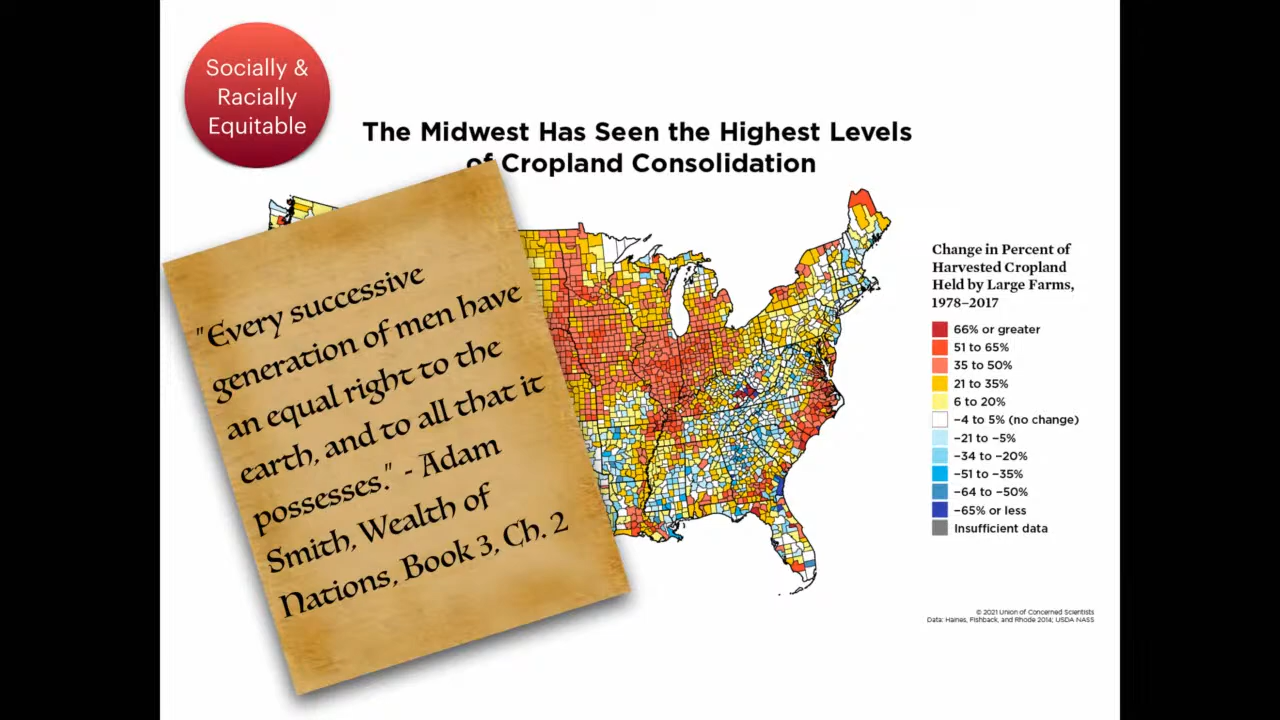 Socially &
Racially
Equitable
The Midwest Has Seen the Highest Levels
of Cropland Consolidation
"Every successive
generation of men have
an equal right to the
earth, and to all that it
possesses." - Adam
Smith, Wealth of
Nations, Book 3, Ch. 2
Change in Percent of
Harvested Cropland
Held by Large Farms,
1978–2017
66% or greater
51 to 65%
35 to 50%
21 to 35%
6 to 20%
−4 to 5% (no change)
−21 to −5%
−34 to −20%
−51 to −35%
−64 to −50%
−65% or less
Insufficient data
© 2021 Union of Concerned Scientists
Data: Haines, Fishback, and Rhode 2014; USDA NASS